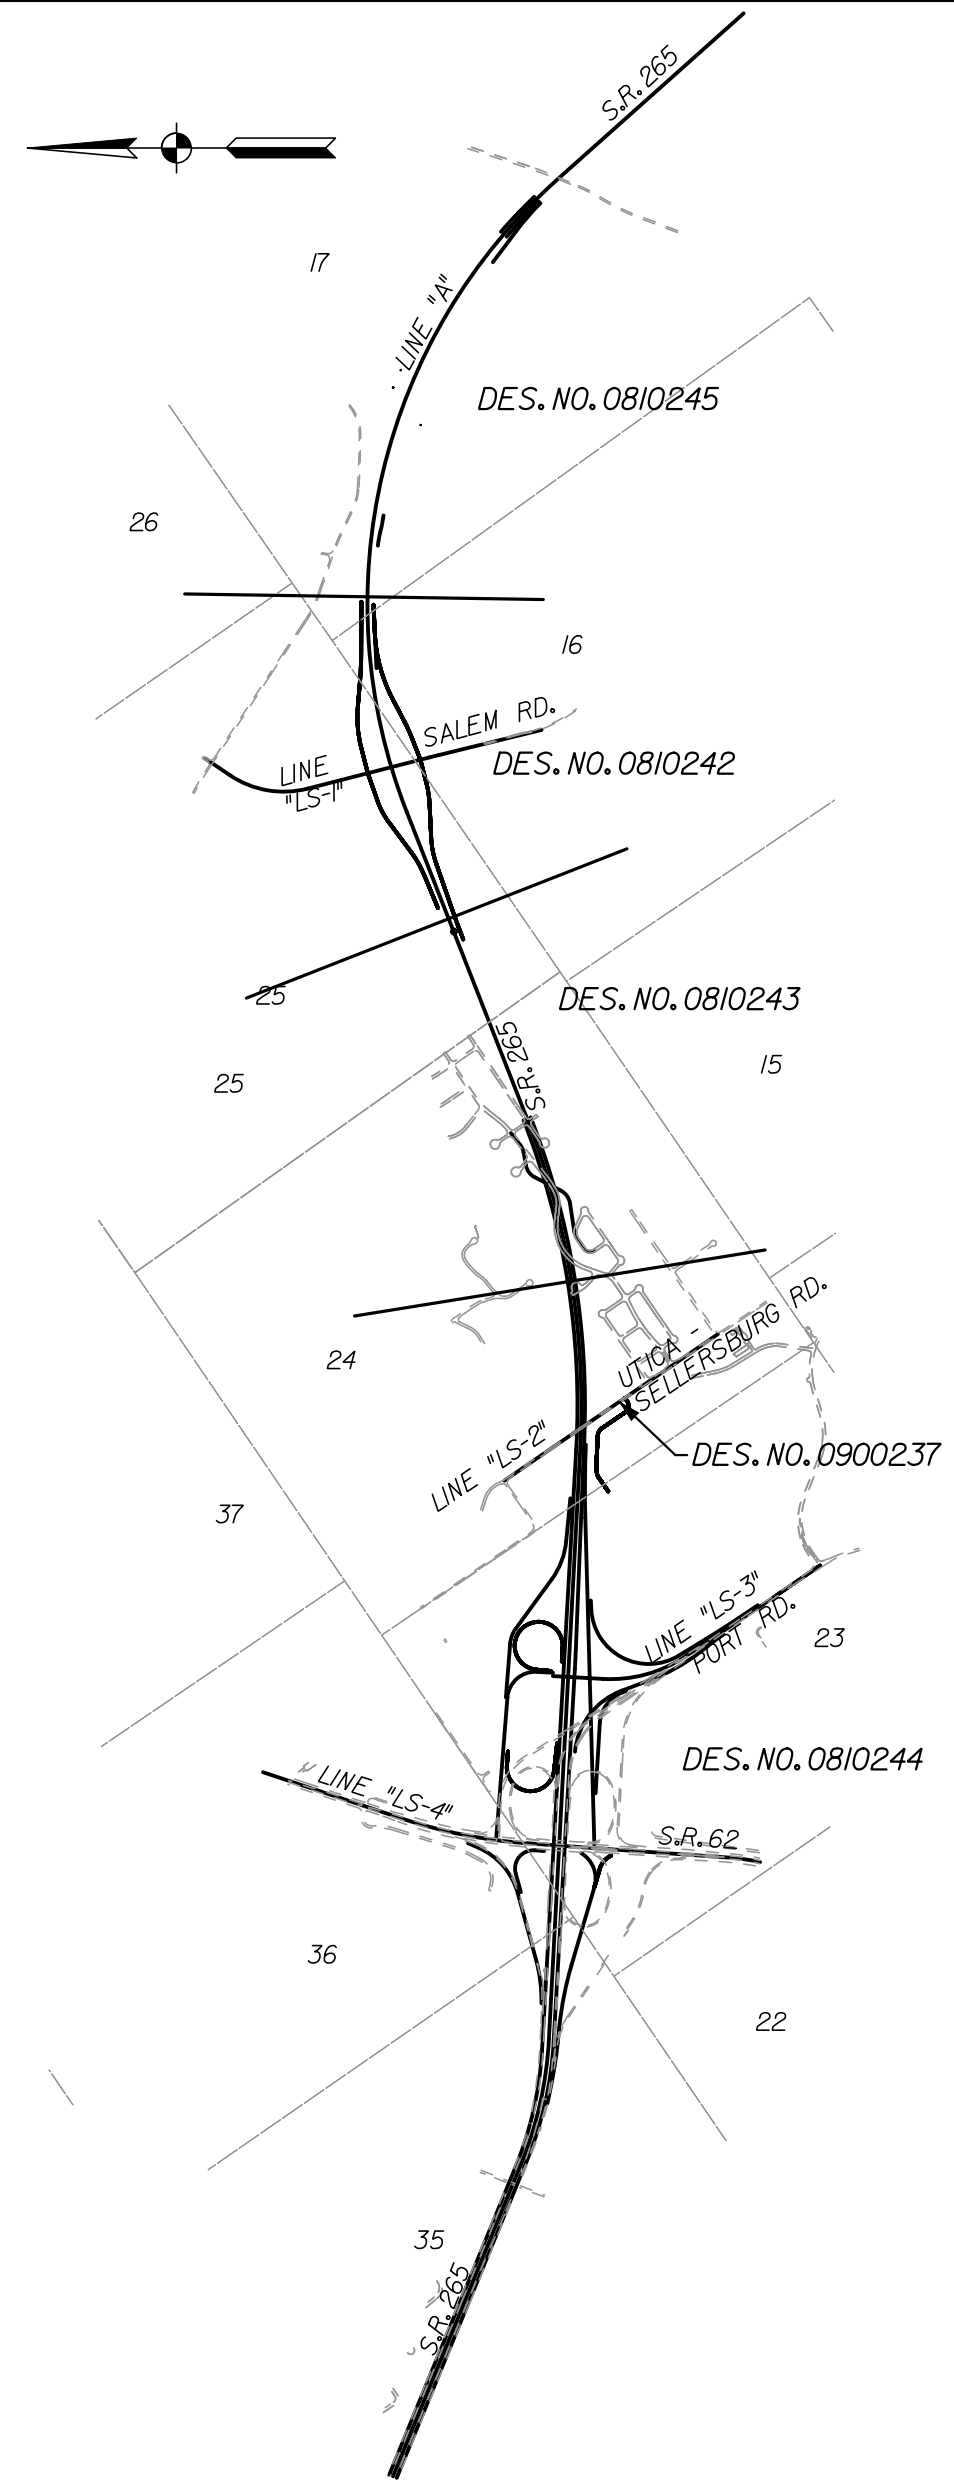 S.R. 265
17
LINE "A"
DES. NO. 0810245
26
16
SALEM RD.
DES. NO. 0810242
LINE
"LS-1"
25
DES. NO. 0810243
S.R. 265
15
25
UTICA -
SELLERSBURG RD.
24
LINE "LS-2"
DES. NO. 0900237
37
LINE "LS-3"
PORT RD.
23
DES. NO. 0810244
LINE "LS-4"
S.R. 62
36
22
35
S.R. 265